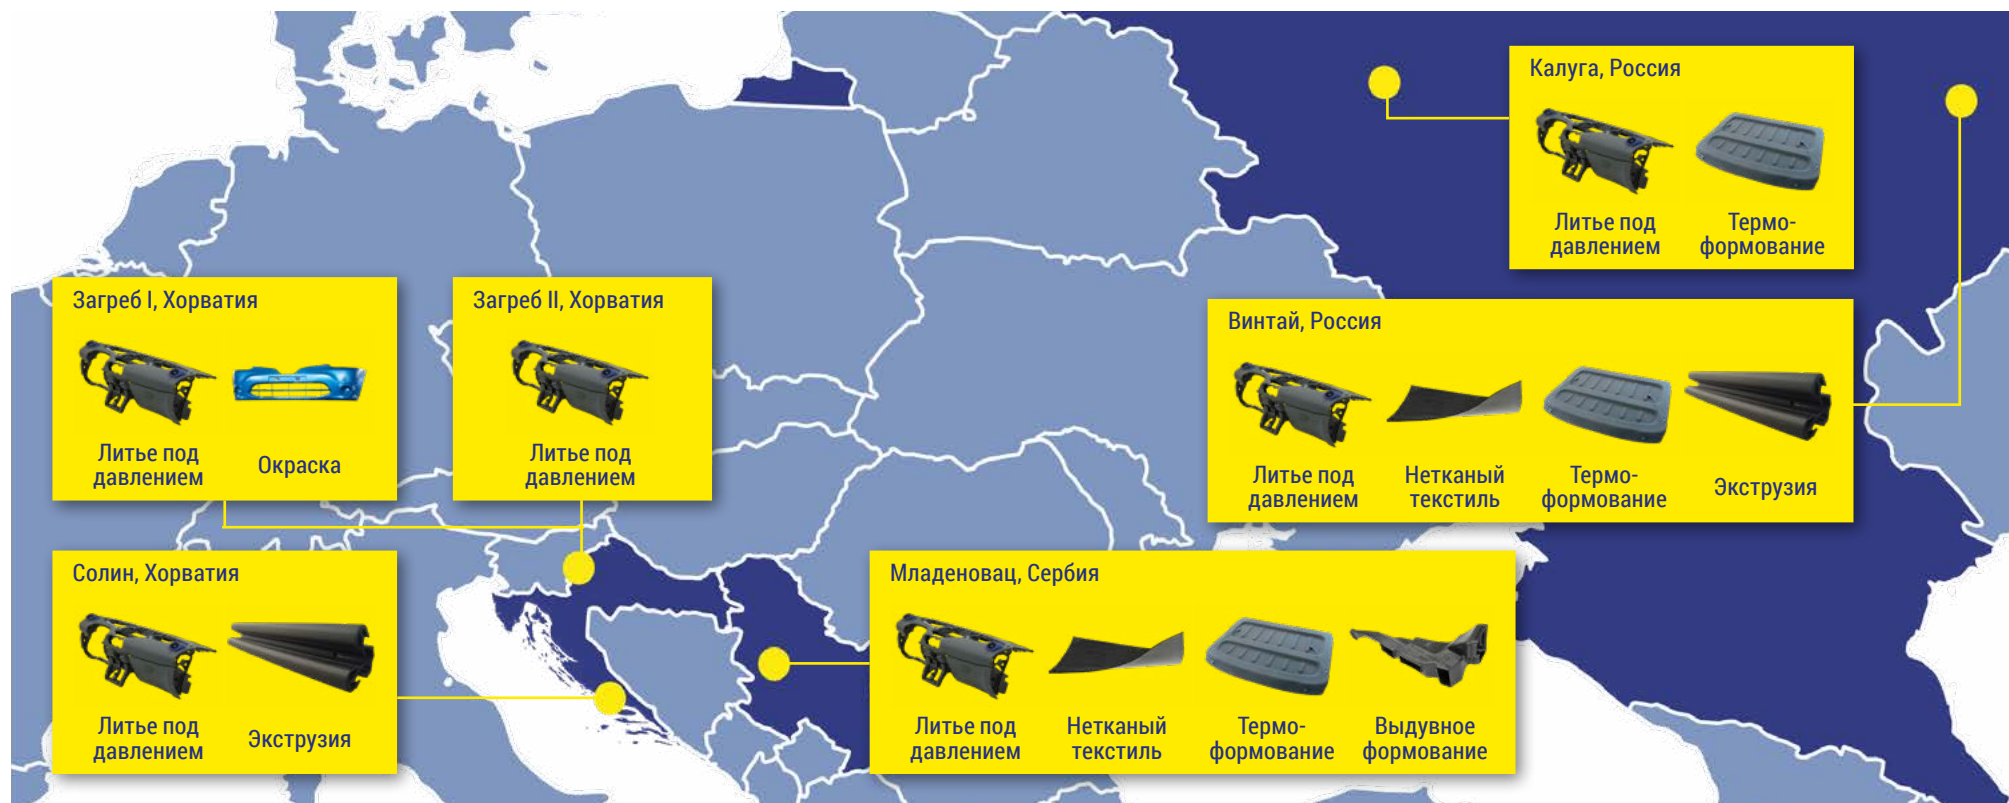 Калуга, Россия
Литье под
давлением
Термо-
формование
Загреб I, Хорватия
Литье под
давлением
Окраска
Загреб II, Хорватия
Литье под
давлением
Винтай, Россия
Литье под
давлением
Нетканый
текстиль
Термо-
формование
Экструзия
Солин, Хорватия
Литье под
давлением
Экструзия
Младеновац, Сербия
Литье под
давлением
Нетканый
текстиль
Термо-
формование
Выдувное
формование